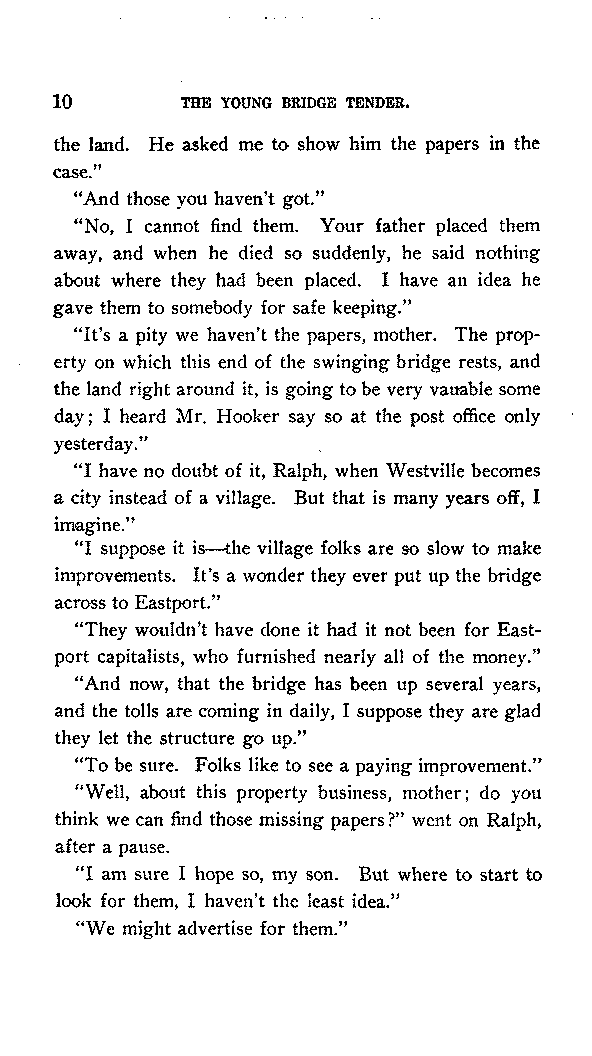 10 THE YOUNG BRIDGE TENDER.
the land. He asked me to show him the papers in the
case."
"And those you haven't got."
"No, I cannot find them. Your father placed them
away, and when he died so suddenly, he said nothing
about where they had been placed. I have an idea he
gave them to somebody for safe keeping."
"It's a pity we haven't the papers, mother. The prop-
erty on which this end of the swinging bridge rests, and
the land right around it, is going to be very valuable some
day; I heard Mr. Hooker say so at the post office only
yesterday."
"I have no doubt of it, Ralph, when Westville becomes
a city instead of a village. But that is many years off, I
imagine."
"I suppose it is—the village folks are so slow to make
improvements. It's a wonder they ever put up the bridge
across to Eastport."
"They wouldn't have done it had it not been for East-
port capitalists, who furnished nearly all of the money."
"And now, that the bridge has been up several years,
and the tolls are coming in daily, I suppose they are glad
they let the structure go up."
"To be sure. Folks like to see a paying improvement."
"Well, about this property business, mother; do you
think we can find those missing papers?" went on Ralph,
after a pause.
"I am sure I hope so, my son. But where to start to
look for them, I haven't the least idea."
"We might advertise for them."